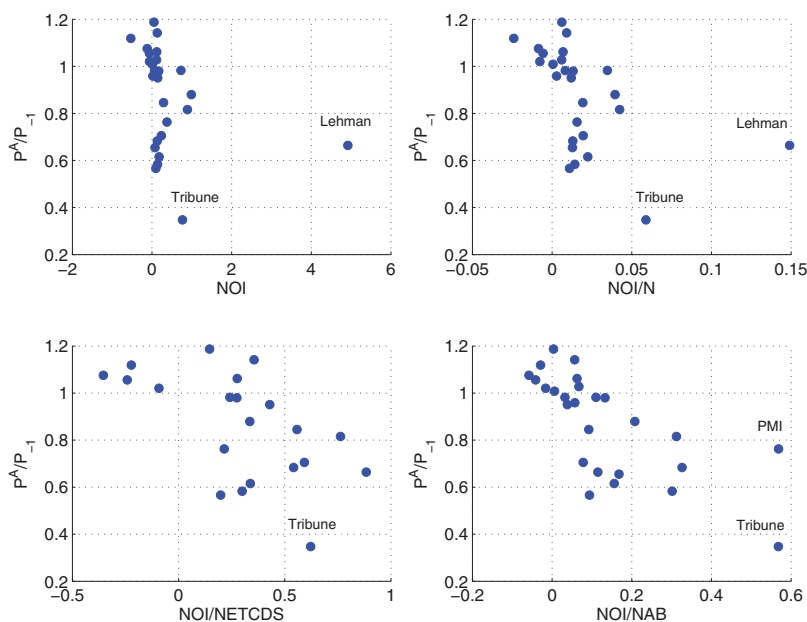 1.2
1
0.8
0.6
0.4
0.2
P^A/P_{-1}
Lehman
Tribune
−2 0 2 4 6
NOI
1.2
1
0.8
0.6
0.4
0.2
P^A/P_{-1}
Lehman
Tribune
−0.05 0 0.05 0.1 0.15
NOI/N
1.2
1
0.8
0.6
0.4
0.2
P^A/P_{-1}
Tribune
−0.5 0 0.5 1
NOI/NETCDS
1.2
1
0.8
0.6
0.4
0.2
P^A/P_{-1}
PMI
Tribune
−0.2 0 0.2 0.4 0.6
NOI/NAB